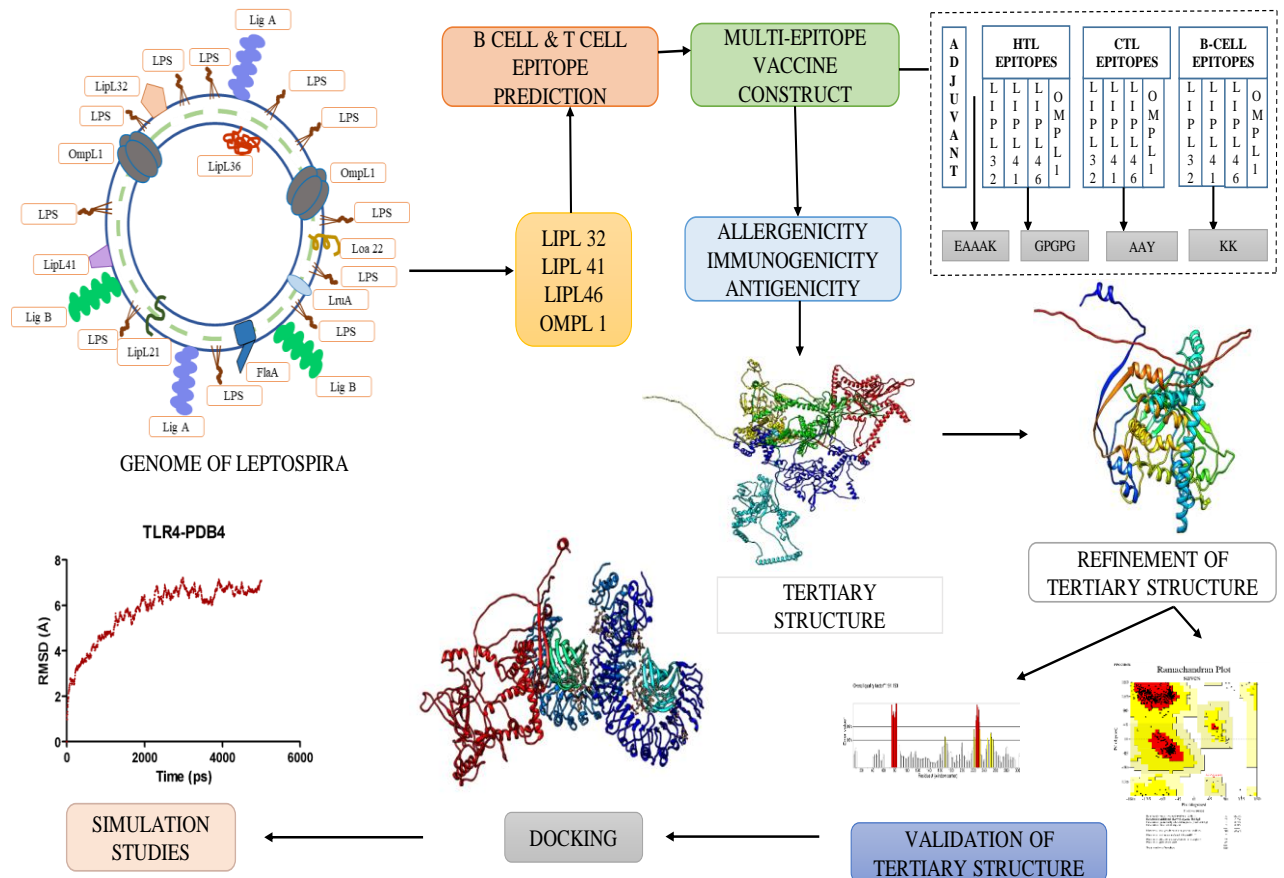 Lig A
LPS
LPS
LPS
LipL32
LPS
LPS
LPS
OmpL1
LipL36
OmpL1
LPS
LPS
Loa 22
LipL41
LPS
LruA
Lig B
LPS
LPS
LipL21
FlaA
Lig B
LPS
Lig A
GENOME OF LEPTOSPIRA
B CELL & T CELL
EPITOPE
PREDICTION
MULTI-EPITOPE
VACCINE
CONSTRUCT
LIPL 32
LIPL 41
LIPL46
OMPL 1
ALLERGENICITY
IMMUNOGENICITY
ANTIGENICITY
ADJUVANT
HTL
EPITOPES
LIPL32
LIPL41
LIPL46
OMPL1
CTL
EPITOPES
LIPL32
LIPL41
LIPL46
OMPL1
B-CELL
EPITOPES
LIPL32
LIPL41
LIPL46
OMPL1
EAAAK
GPGPG
AAY
KK
TERTIARY
STRUCTURE
REFINEMENT OF
TERTIARY STRUCTURE
Ramachandran Plot
VALIDATION OF
TERTIARY STRUCTURE
DOCKING
TLR4-PDB4
RMSD (A)
8
6
4
2
0
0
2000
4000
6000
Time (ps)
SIMULATION
STUDIES